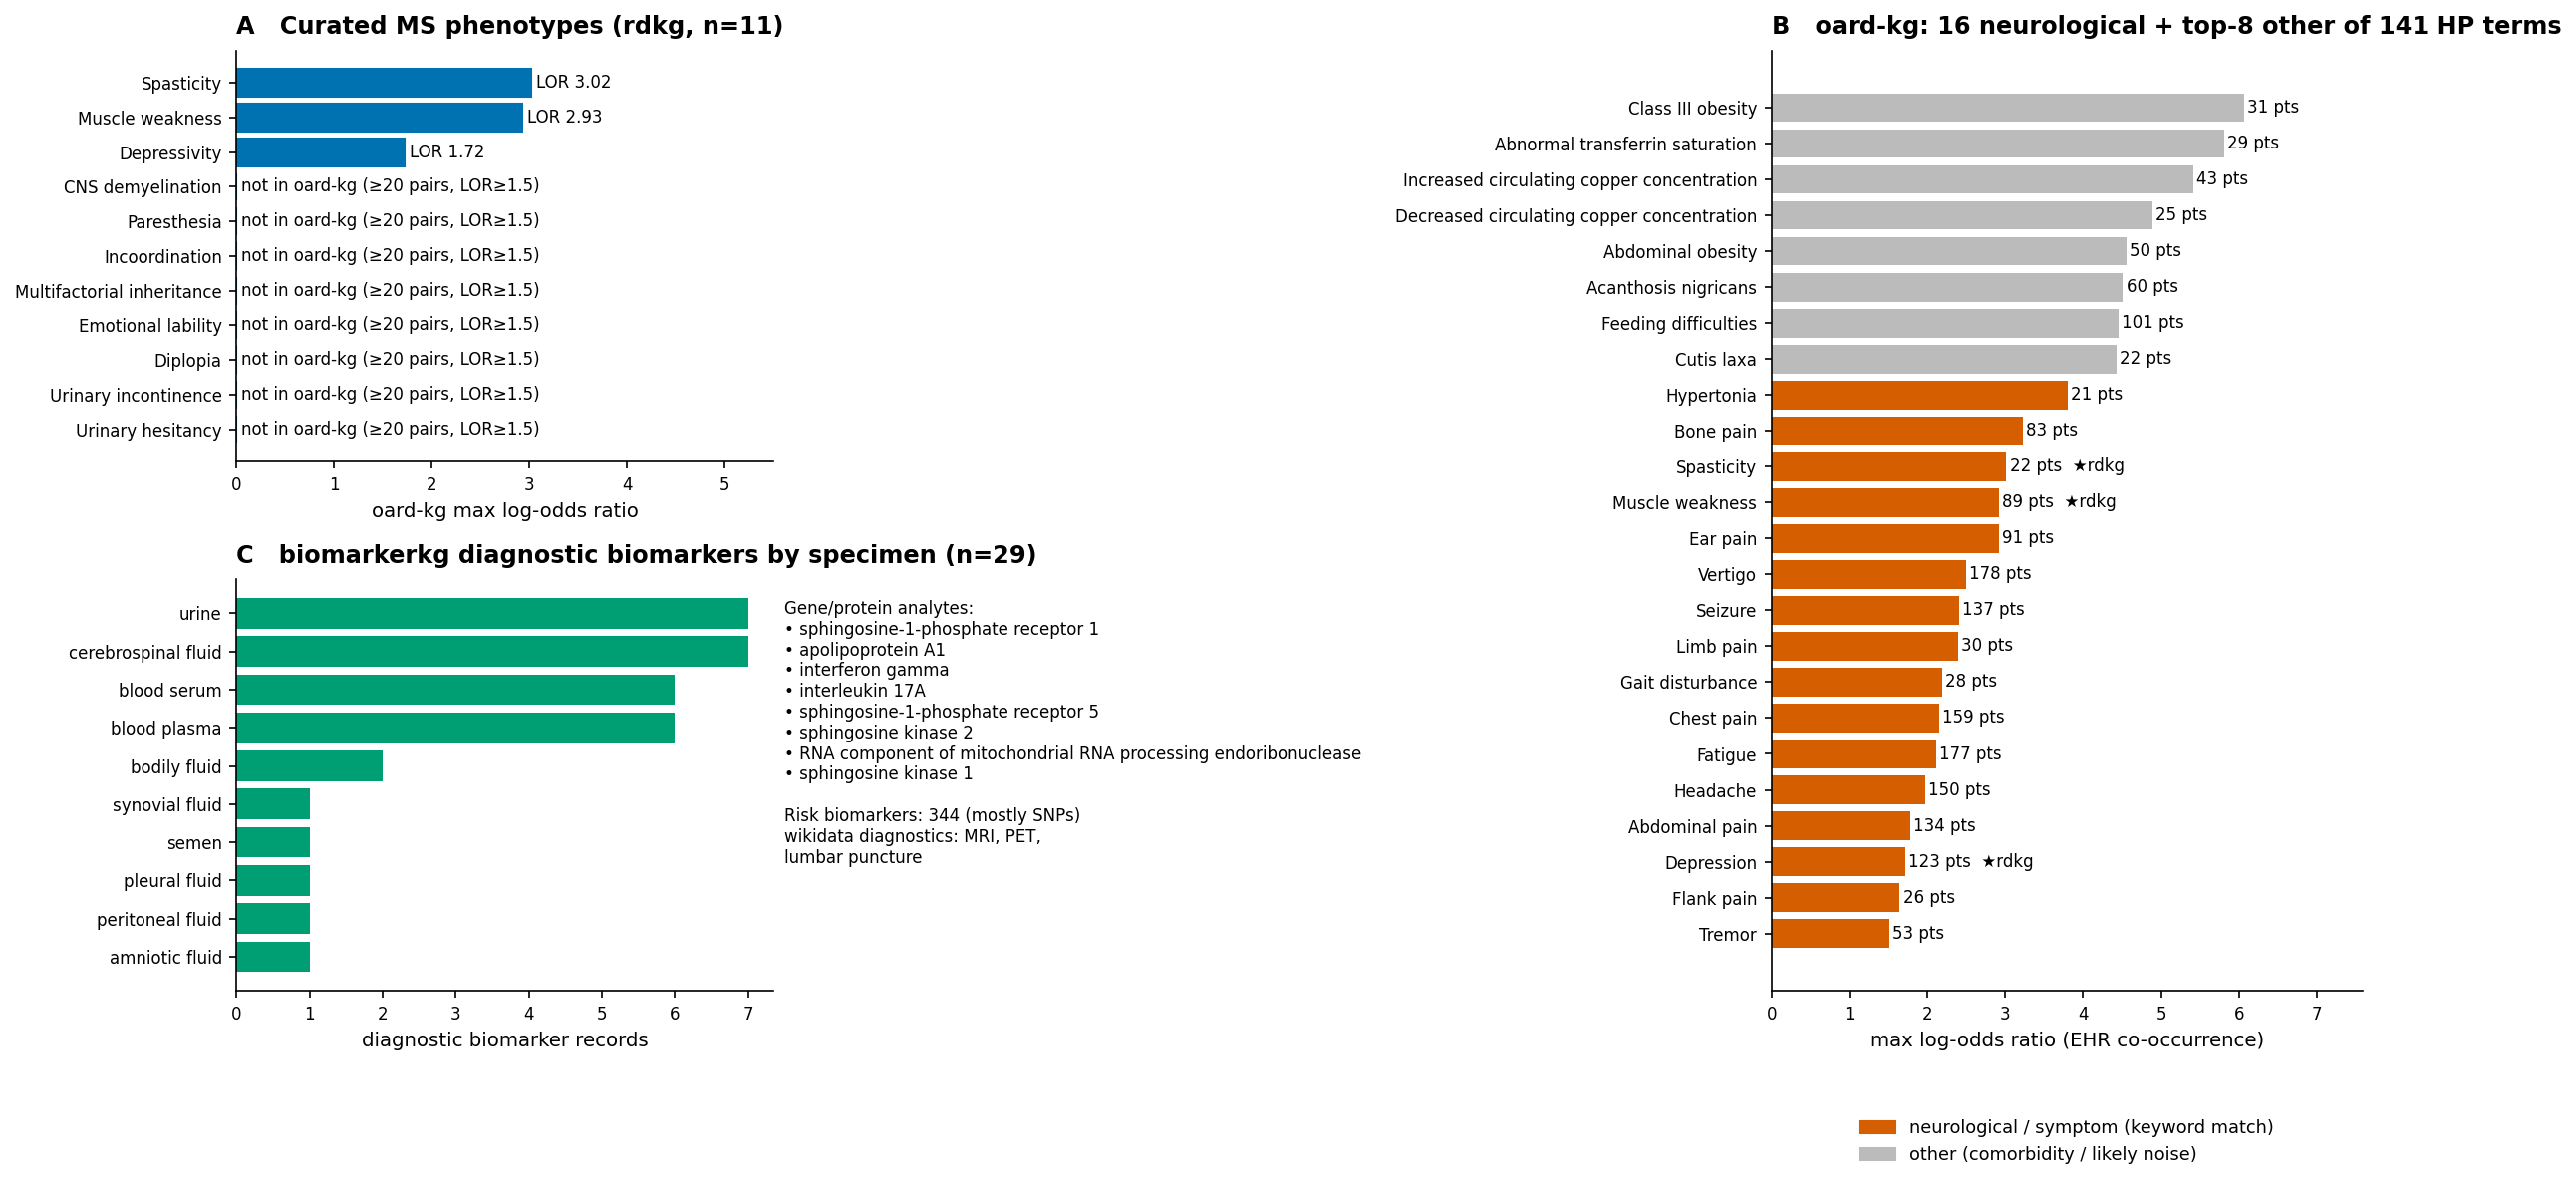 A   Curated MS phenotypes (rdkg, n=11)
Spasticity
LOR 3.02
Muscle weakness
LOR 2.93
Depressivity
LOR 1.72
CNS demyelination
not in oard-kg (≥20 pairs, LOR≥1.5)
Paresthesia
not in oard-kg (≥20 pairs, LOR≥1.5)
Incoordination
not in oard-kg (≥20 pairs, LOR≥1.5)
Multifactorial inheritance
not in oard-kg (≥20 pairs, LOR≥1.5)
Emotional lability
not in oard-kg (≥20 pairs, LOR≥1.5)
Diplopia
not in oard-kg (≥20 pairs, LOR≥1.5)
Urinary incontinence
not in oard-kg (≥20 pairs, LOR≥1.5)
Urinary hesitancy
not in oard-kg (≥20 pairs, LOR≥1.5)
0 1 2 3 4 5
oard-kg max log-odds ratio
B   oard-kg: 16 neurological + top-8 other of 141 HP terms
Class III obesity
31 pts
Abnormal transferrin saturation
29 pts
Increased circulating copper concentration
43 pts
Decreased circulating copper concentration
25 pts
Abdominal obesity
50 pts
Acanthosis nigricans
60 pts
Feeding difficulties
101 pts
Cutis laxa
22 pts
Hypertonia
21 pts
Bone pain
83 pts
Spasticity
22 pts ★rdkg
Muscle weakness
89 pts ★rdkg
Ear pain
91 pts
Vertigo
178 pts
Seizure
137 pts
Limb pain
30 pts
Gait disturbance
28 pts
Chest pain
159 pts
Fatigue
177 pts
Headache
150 pts
Abdominal pain
134 pts
Depression
123 pts ★rdkg
Flank pain
26 pts
Tremor
53 pts
0 1 2 3 4 5 6 7
max log-odds ratio (EHR co-occurrence)
neurological / symptom (keyword match)
other (comorbidity / likely noise)
C   biomarkerkg diagnostic biomarkers by specimen (n=29)
urine
cerebrospinal fluid
blood serum
blood plasma
bodily fluid
synovial fluid
semen
pleural fluid
peritoneal fluid
amniotic fluid
0 1 2 3 4 5 6 7
diagnostic biomarker records
Gene/protein analytes:
• sphingosine-1-phosphate receptor 1
• apolipoprotein A1
• interferon gamma
• interleukin 17A
• sphingosine-1-phosphate receptor 5
• sphingosine kinase 2
• RNA component of mitochondrial RNA processing endoribonuclease
• sphingosine kinase 1
Risk biomarkers: 344 (mostly SNPs)
wikidata diagnostics: MRI, PET,
lumbar puncture